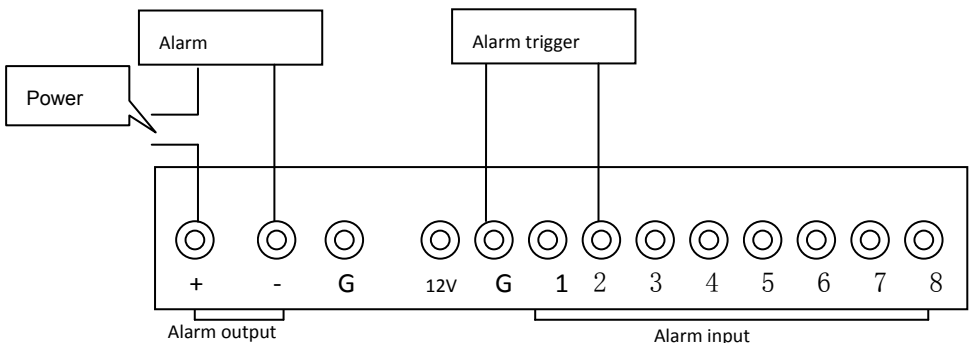 Alarm
Alarm trigger
Power
+ - G 12V G 1 2 3 4 5 6 7 8
Alarm output
Alarm input